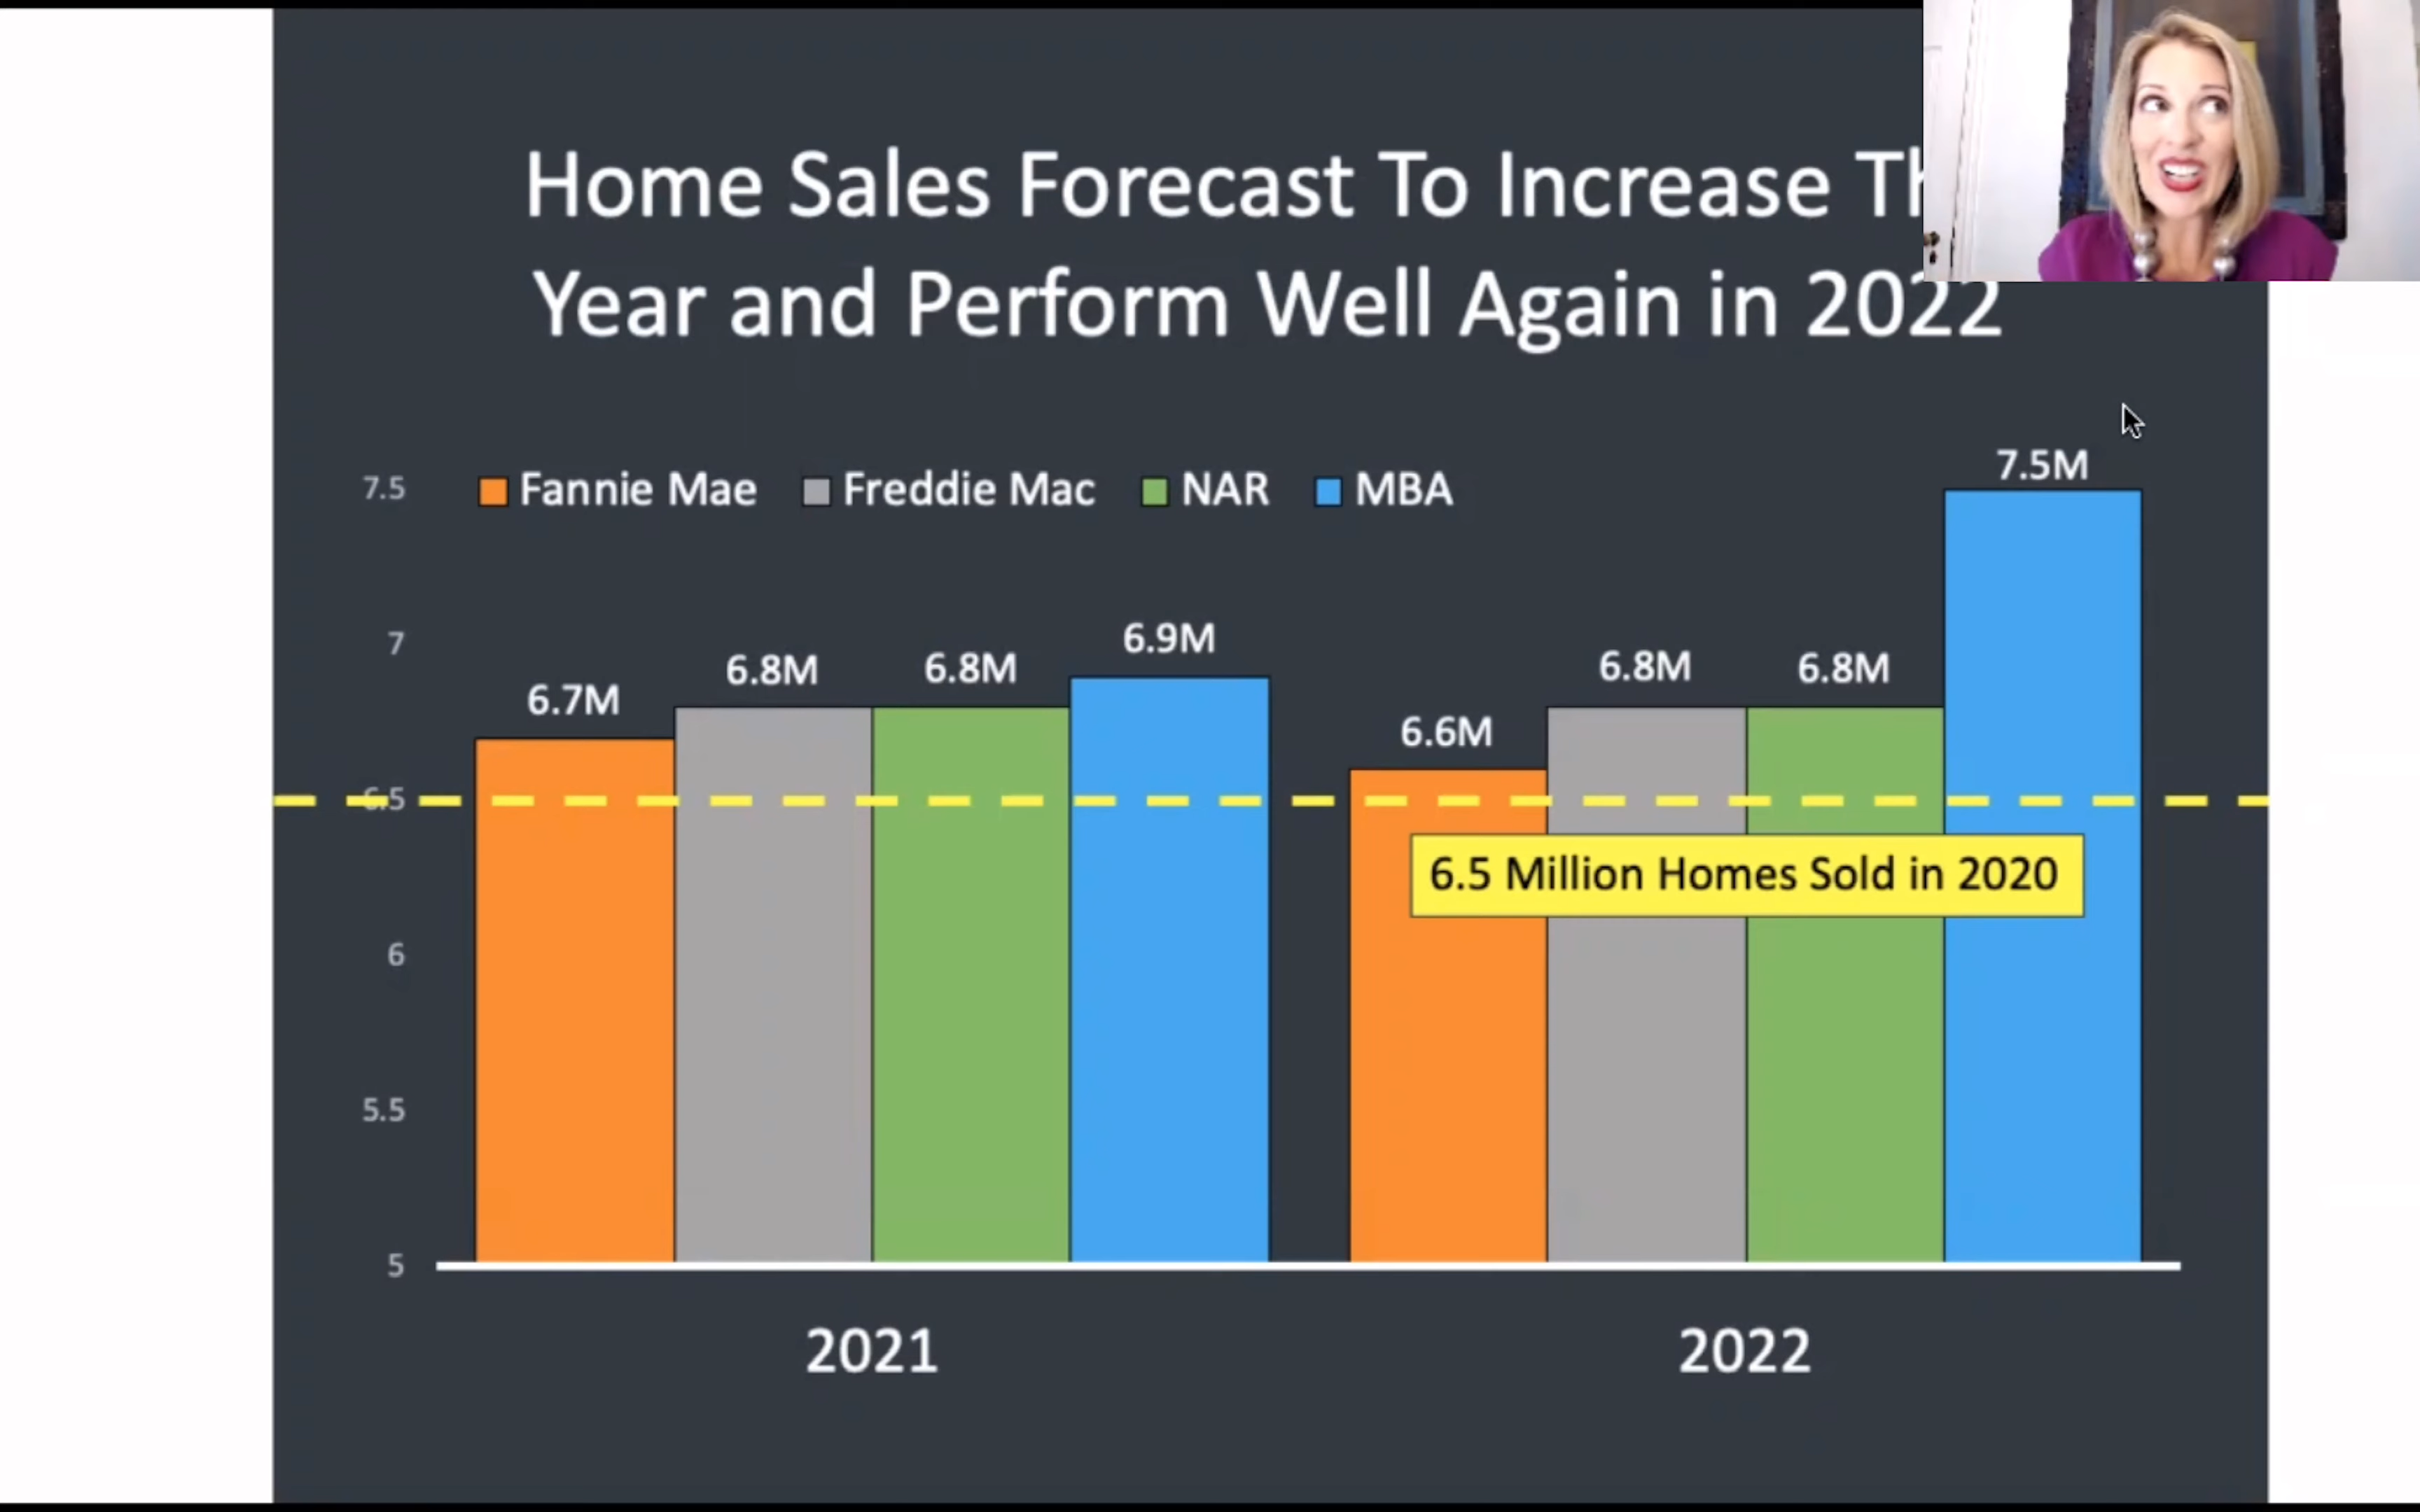 Home Sales Forecast To Increase
Year and Perform Well Again in 2022
Fannie Mae Freddie Mac NAR MBA
7.5
7
6.5
6
5.5
5
6.7M 6.8M 6.8M 6.9M 6.6M 6.8M 6.8M 7.5M
6.5 Million Homes Sold in 2020
2021 2022